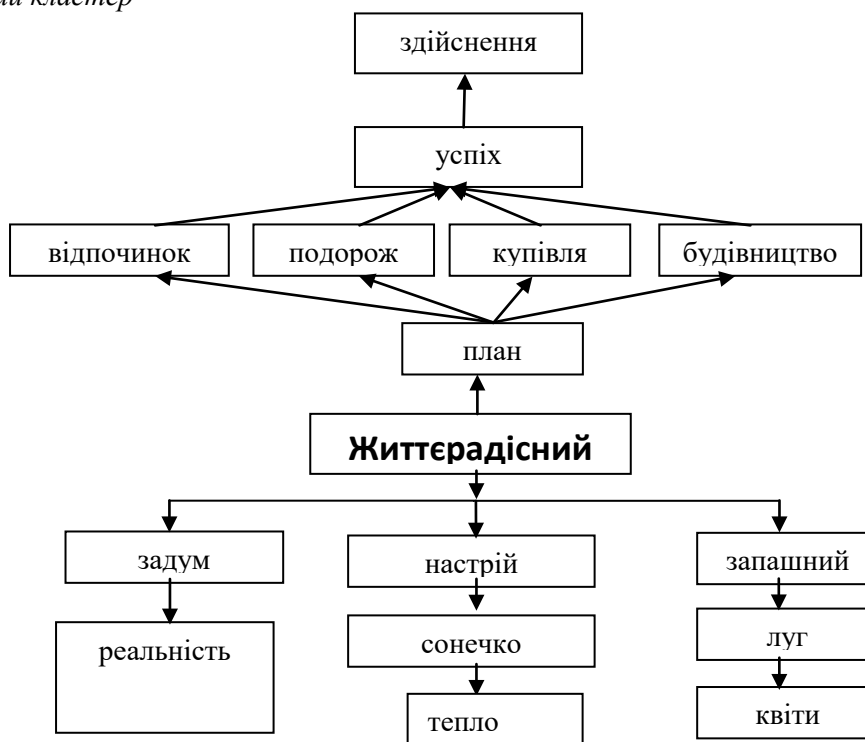 кластер
здійснення
успіх
відпочинок подорож купівля будівництво
план
Життєрадісний
задум настрій запашний
реальність сонечко луг
тепло квіти